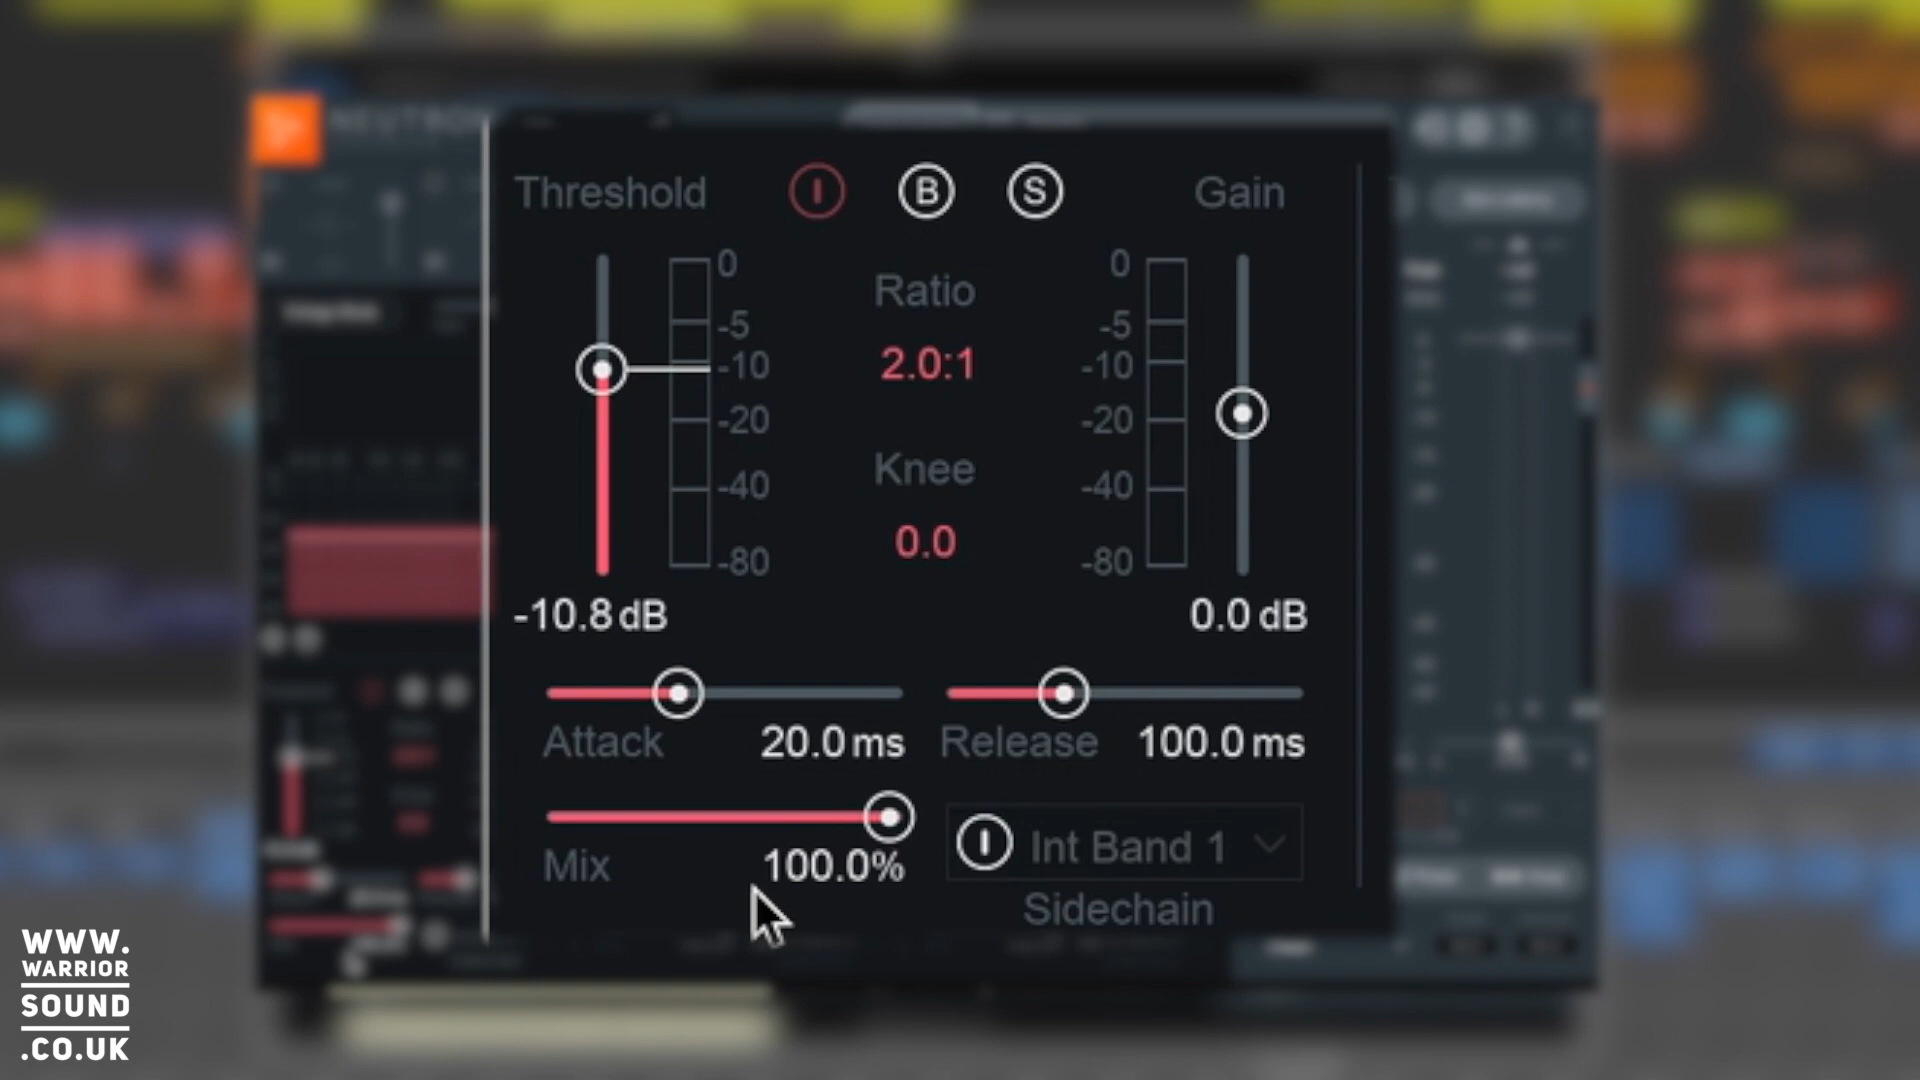 NEUTRON
Threshold
I
B
S
Gain
0
-5
-10
-20
-40
-80
Ratio
2.0:1
Knee
0.0
0
-5
-10
-20
-40
-80
-10.8 dB
0.0 dB
Attack
20.0 ms
Release
100.0 ms
Mix
100.0%
Int Band 1
Sidechain
WWW.
WARRIOR
SOUND
.CO.UK